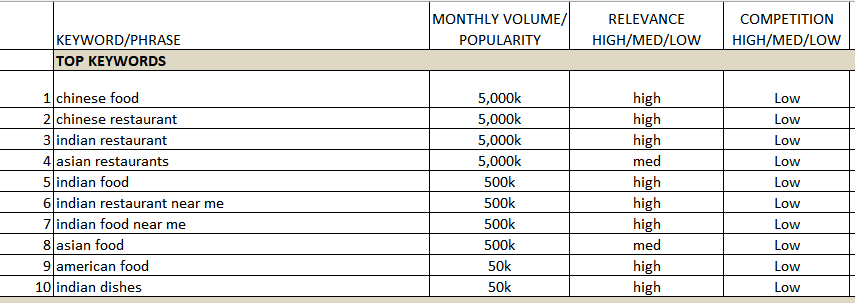 KEYWORD/PHRASE MONTHLY VOLUME/ POPULARITY RELEVANCE HIGH/MED/LOW COMPETITION HIGH/MED/LOW
TOP KEYWORDS
1 chinese food 5,000k high Low
2 chinese restaurant 5,000k high Low
3 indian restaurant 5,000k high Low
4 asian restaurants 5,000k med Low
5 indian food 500k high Low
6 indian restaurant near me 500k high Low
7 indian food near me 500k high Low
8 asian food 500k med Low
9 american food 50k high Low
10 indian dishes 50k high Low